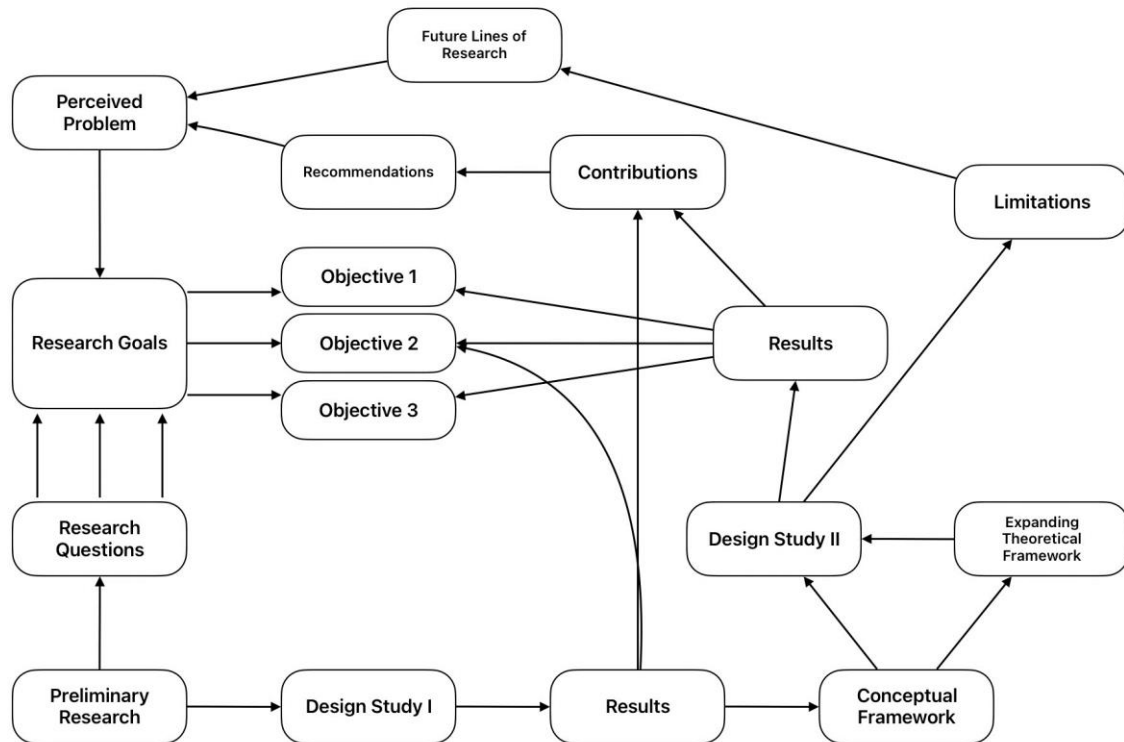 Future Lines of
Research
Perceived
Problem
Recommendations
Contributions
Limitations
Objective 1
Research Goals
Objective 2
Results
Objective 3
Research
Questions
Design Study II
Expanding
Theoretical
Framework
Preliminary
Research
Design Study I
Results
Conceptual
Framework